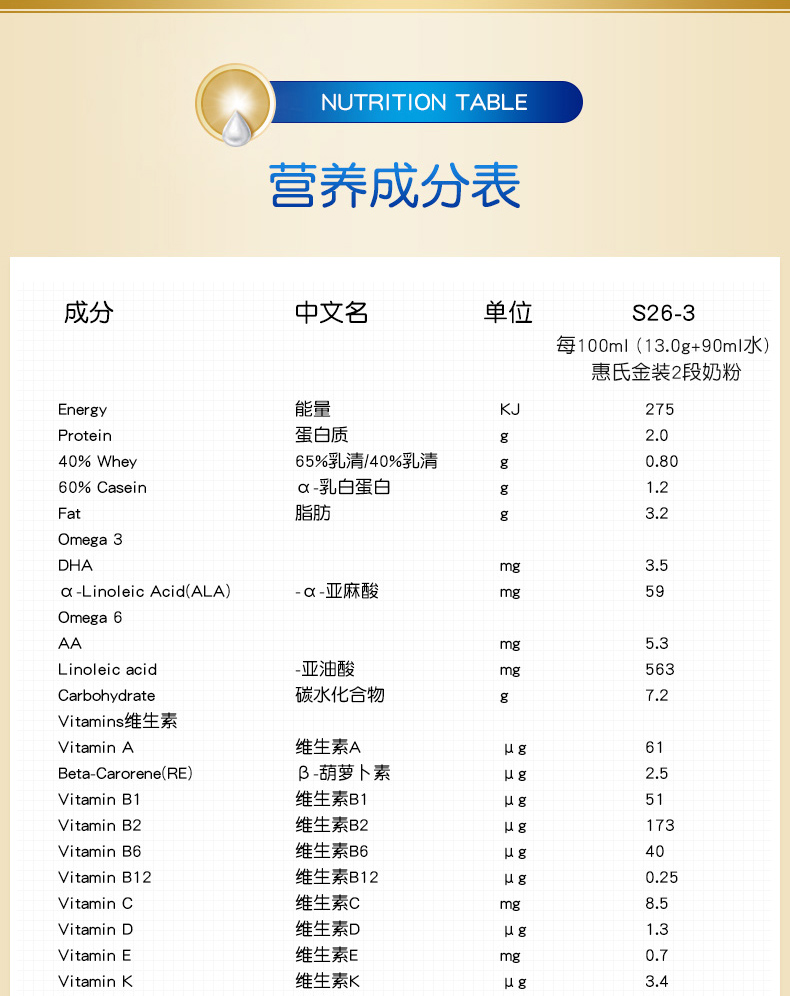 NUTRITION TABLE
营养成分表
成分 中文名 单位 S26-3
每100ml (13.0g+90ml水)
惠氏金装2段奶粉
Energy 能量 KJ 275
Protein 蛋白质 g 2.0
40% Whey 65%乳清/40%乳清 g 0.80
60% Casein α-乳白蛋白 g 1.2
Fat 脂肪 g 3.2
Omega 3
DHA mg 3.5
α-Linoleic Acid(ALA) -α-亚麻酸 mg 59
Omega 6
AA mg 5.3
Linoleic acid -亚油酸 mg 563
Carbohydrate 碳水化合物 g 7.2
Vitamins维生素
Vitamin A 维生素A μg 61
Beta-Carorene(RE) β-葫萝卜素 μg 2.5
Vitamin B1 维生素B1 μg 51
Vitamin B2 维生素B2 μg 173
Vitamin B6 维生素B6 μg 40
Vitamin B12 维生素B12 μg 0.25
Vitamin C 维生素C mg 8.5
Vitamin D 维生素D μg 1.3
Vitamin E 维生素E mg 0.7
Vitamin K 维生素K μg 3.4